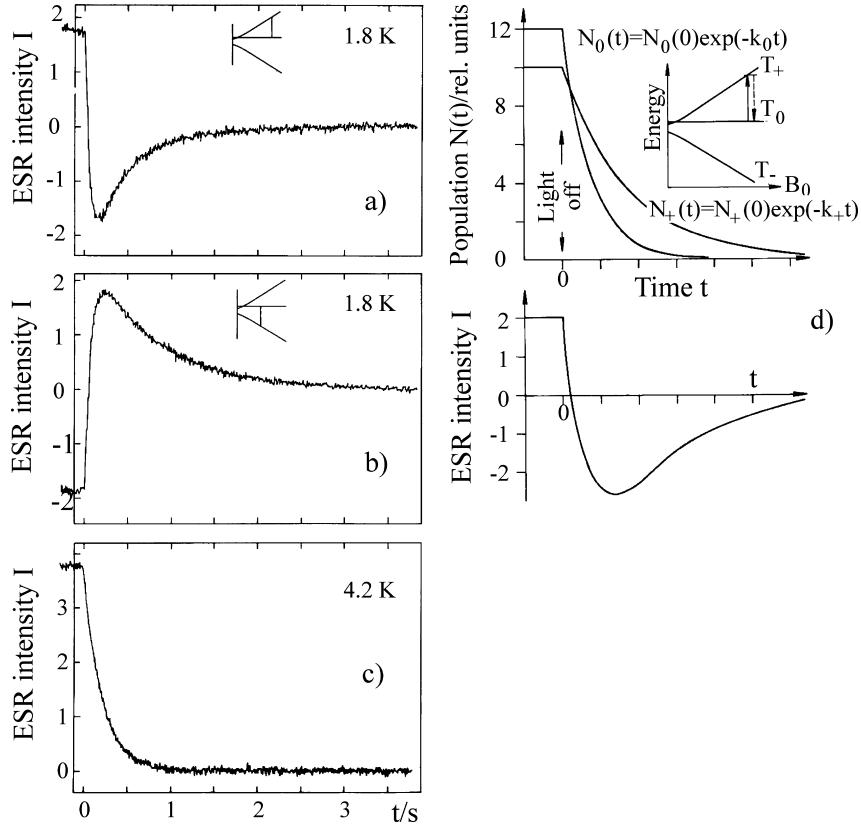 ESR intensity I
2
1
0
-1
-2
1.8 K
a)
ESR intensity I
2
1
0
-1
-2
1.8 K
b)
ESR intensity I
3
2
1
0
4.2 K
c)
0 1 2 3 t/s
Population N(t)/rel. units
12
8
4
0
N₀(t)=N₀(0)exp(-k₀t)
Energy
T₊
T₀
T₋
B₀
N₊(t)=N₊(0)exp(-k₊t)
Light off
0
Time t
d)
ESR intensity I
2
1
0
-1
-2
0
t